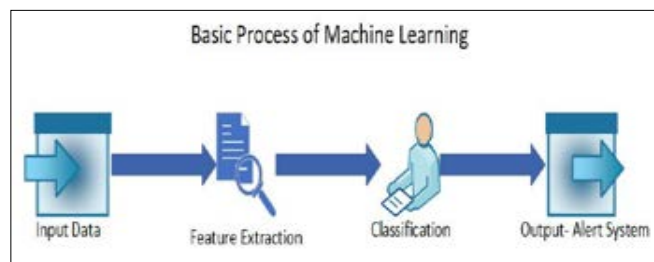 Basic Process of Machine Learning
Input Data
Feature Extraction
Classification
Output- Alert System